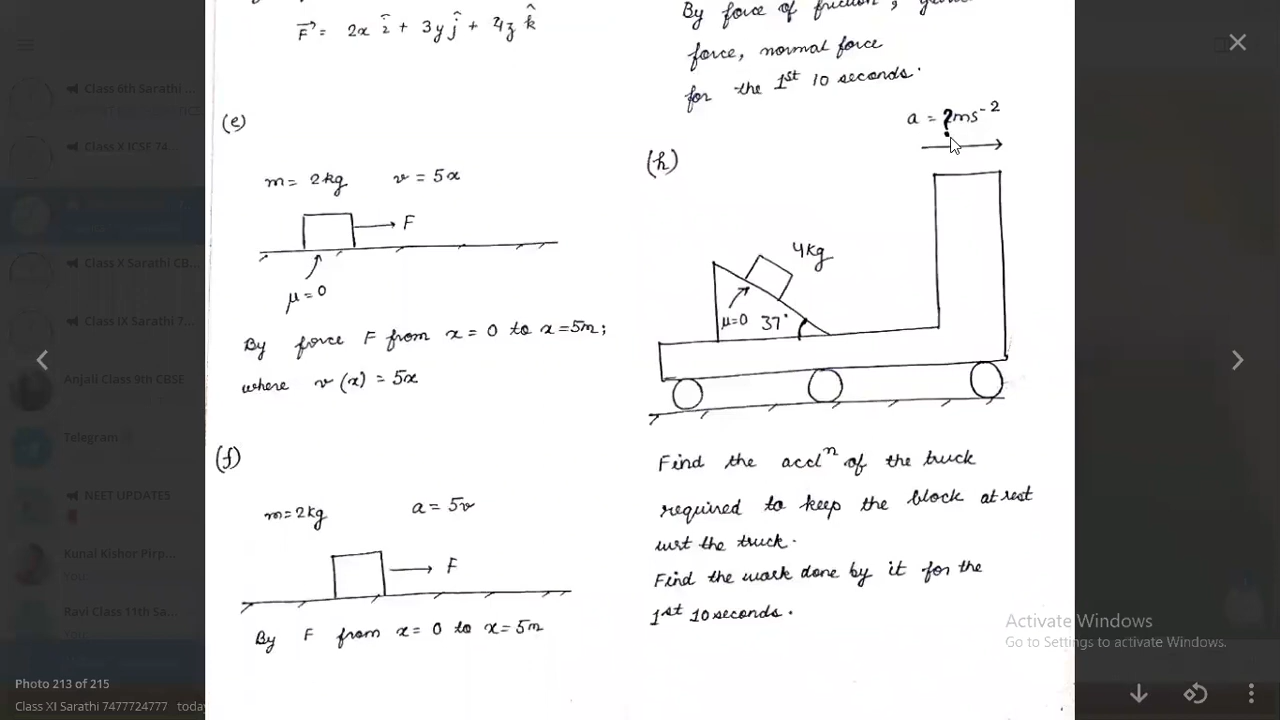 F = 2x î + 3y ĵ + 4z k̂
(e)
m = 2kg v = 5x
F
μ = 0
By force F from x = 0 to x = 5m;
where v(x) = 5x
(f)
m = 2kg a = 5v
F
By F from x = 0 to x = 5m
By force of friction,
force, normal force
for the 1st 10 seconds.
a = ?ms⁻²
(h)
4kg
μ=0 37°
Find the acclⁿ of the truck
required to keep the block at rest
wrt the truck.
Find the work done by it for the
1st 10 seconds.
Class 6th Sarathi ...
Class X ICSE 74...
Class X Sarathi CB...
Class IX Sarathi 7...
Anjali Class 9th CBSE
Telegram
NEET UPDATES
Kunal Kishor Pirp...
You:
Ravi Class 11th Sa...
Photo 213 of 215
Class XI Sarathi 7477724777 toda
Activate Windows
Go to Settings to activate Windows.